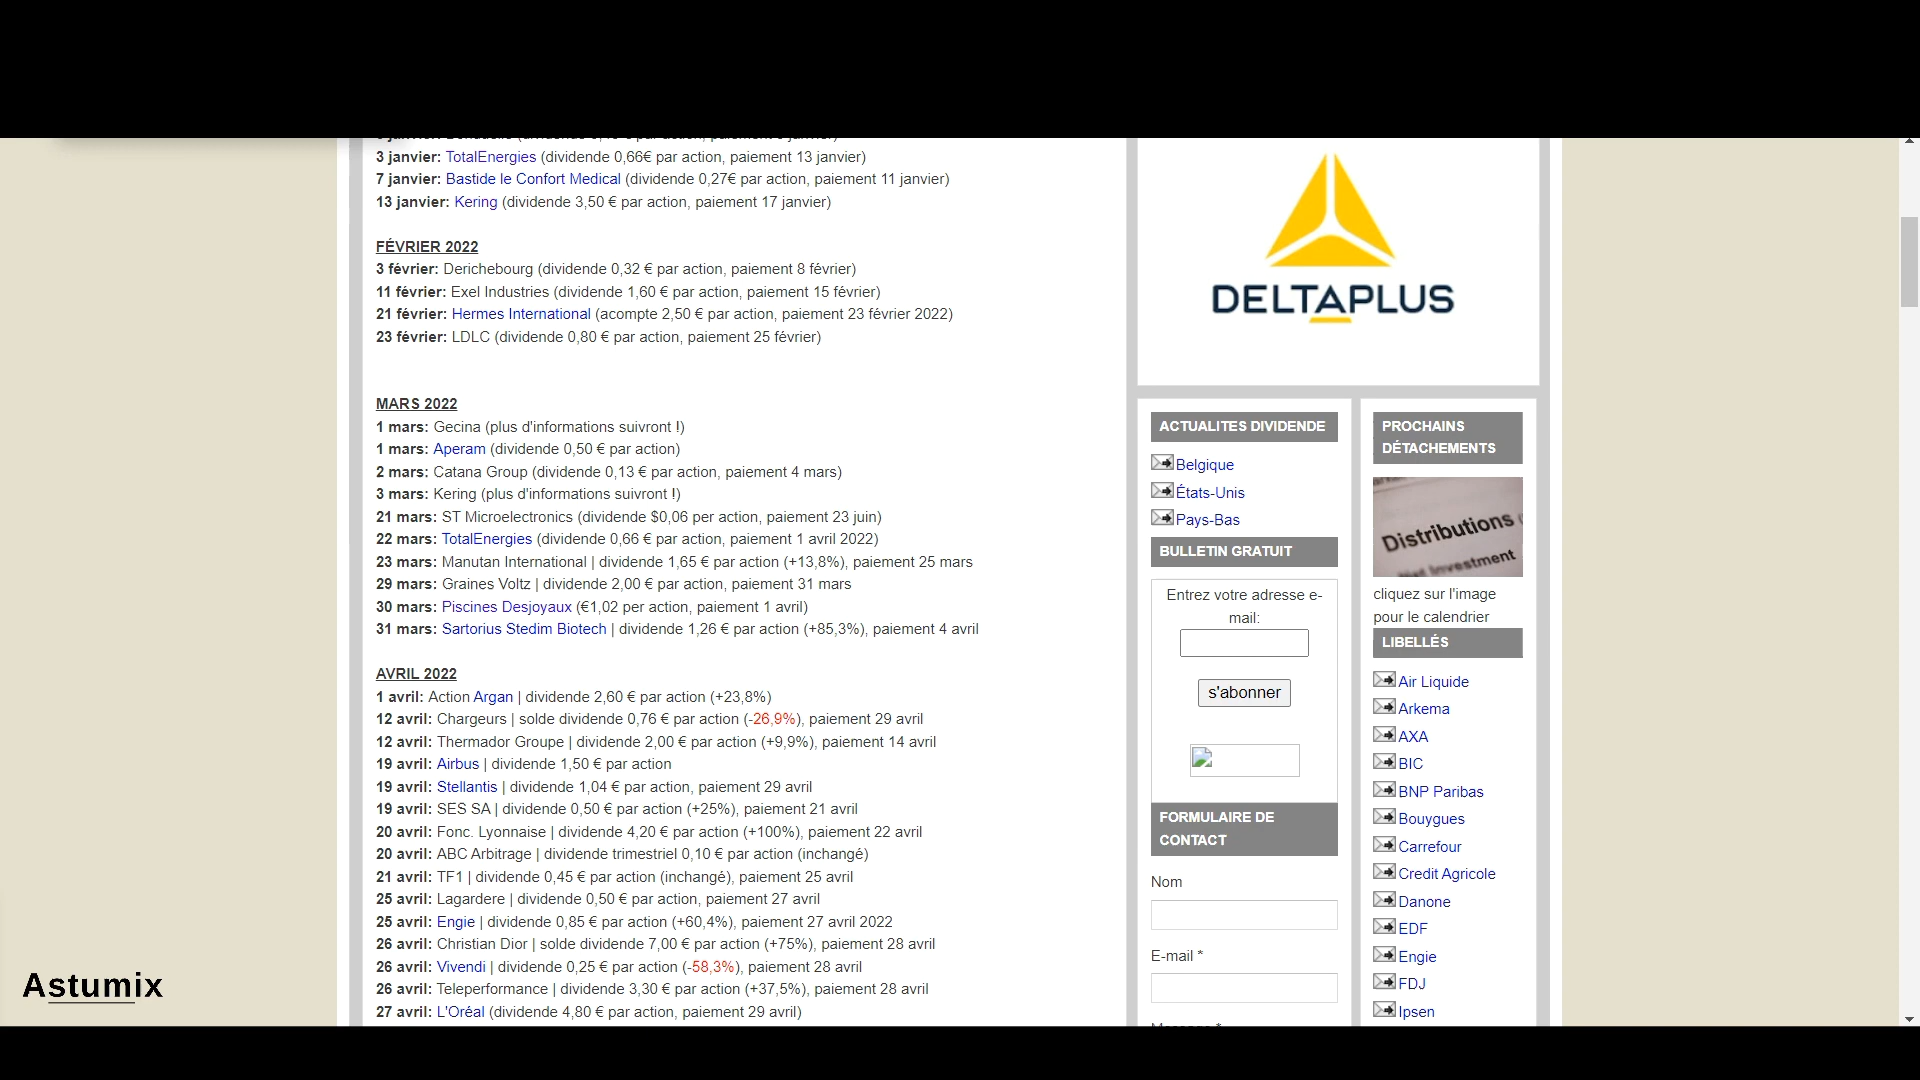 3 janvier: TotalEnergies (dividende 0,66€ par action, paiement 13 janvier)
7 janvier: Bastide le Confort Medical (dividende 0,27€ par action, paiement 11 janvier)
13 janvier: Kering (dividende 3,50 € par action, paiement 17 janvier)
FÉVRIER 2022
3 février: Derichebourg (dividende 0,32 € par action, paiement 8 février)
11 février: Exel Industries (dividende 1,60 € par action, paiement 15 février)
21 février: Hermes International (acompte 2,50 € par action, paiement 23 février 2022)
23 février: LDLC (dividende 0,80 € par action, paiement 25 février)
MARS 2022
1 mars: Gecina (plus d'informations suivront !)
1 mars: Aperam (dividende 0,50 € par action)
2 mars: Catana Group (dividende 0,13 € par action, paiement 4 mars)
3 mars: Kering (plus d'informations suivront !)
21 mars: ST Microelectronics (dividende $0,06 per action, paiement 23 juin)
22 mars: TotalEnergies (dividende 0,66 € par action, paiement 1 avril 2022)
23 mars: Manutan International | dividende 1,65 € par action (+13,8%), paiement 25 mars
29 mars: Graines Voltz | dividende 2,00 € par action, paiement 31 mars
30 mars: Piscines Desjoyaux (€1,02 per action, paiement 1 avril)
31 mars: Sartorius Stedim Biotech | dividende 1,26 € par action (+85,3%), paiement 4 avril
AVRIL 2022
1 avril: Action Argan | dividende 2,60 € par action (+23,8%)
12 avril: Chargeurs | solde dividende 0,76 € par action (-26,9%), paiement 29 avril
12 avril: Thermador Groupe | dividende 2,00 € par action (+9,9%), paiement 14 avril
19 avril: Airbus | dividende 1,50 € par action
19 avril: Stellantis | dividende 1,04 € par action, paiement 29 avril
19 avril: SES SA | dividende 0,50 € par action (+25%), paiement 21 avril
20 avril: Fonc. Lyonnaise | dividende 4,20 € par action (+100%), paiement 22 avril
20 avril: ABC Arbitrage | dividende trimestriel 0,10 € par action (inchangé)
21 avril: TF1 | dividende 0,45 € par action (inchangé), paiement 25 avril
25 avril: Lagardere | dividende 0,50 € par action, paiement 27 avril
25 avril: Engie | dividende 0,85 € par action (+60,4%), paiement 27 avril 2022
26 avril: Christian Dior | solde dividende 7,00 € par action (+75%), paiement 28 avril
26 avril: Vivendi | dividende 0,25 € par action (-58,3%), paiement 28 avril
26 avril: Teleperformance | dividende 3,30 € par action (+37,5%), paiement 28 avril
27 avril: L'Oréal (dividende 4,80 € par action, paiement 29 avril)
DELTAPLUS
ACTUALITES DIVIDENDE
Belgique
États-Unis
Pays-Bas
BULLETIN GRATUIT
Entrez votre adresse e-
mail:
s'abonner
FORMULAIRE DE
CONTACT
Nom
E-mail *
PROCHAINS
DÉTACHEMENTS
Distributions
Net Investment
cliquez sur l'image
pour le calendrier
LIBELLÉS
Air Liquide
Arkema
AXA
BIC
BNP Paribas
Bouygues
Carrefour
Credit Agricole
Danone
EDF
Engie
FDJ
Ipsen
Astumix